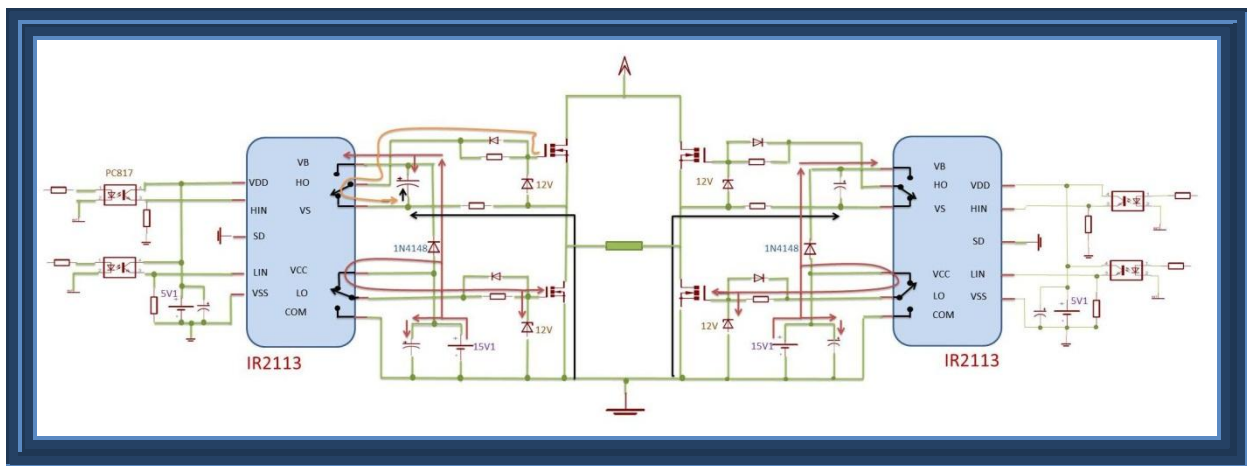 PC817
VDD
HIN
SD
LIN
VSS
5V1
VB
HO
VS
VCC
LO
COM
IR2113
12V
1N4148
12V
15V1
12V
1N4148
12V
15V1
VB
HO
VS
VCC
LO
COM
VDD
HIN
SD
LIN
VSS
5V1
IR2113